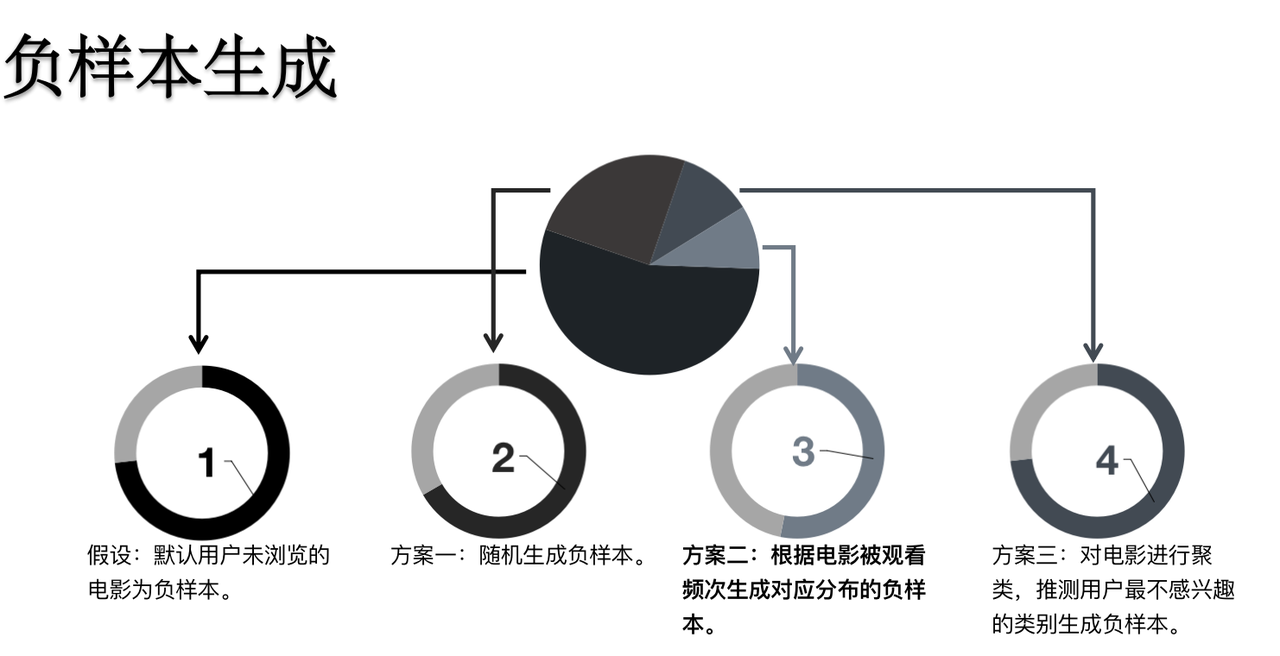 负样本生成
1
2
3
4
假设：默认用户未浏览的
电影为负样本。
方案一：随机生成负样本。
方案二：根据电影被观看
频次生成对应分布的负样
本。
方案三：对电影进行聚
类，推测用户最不感兴趣
的类别生成负样本。